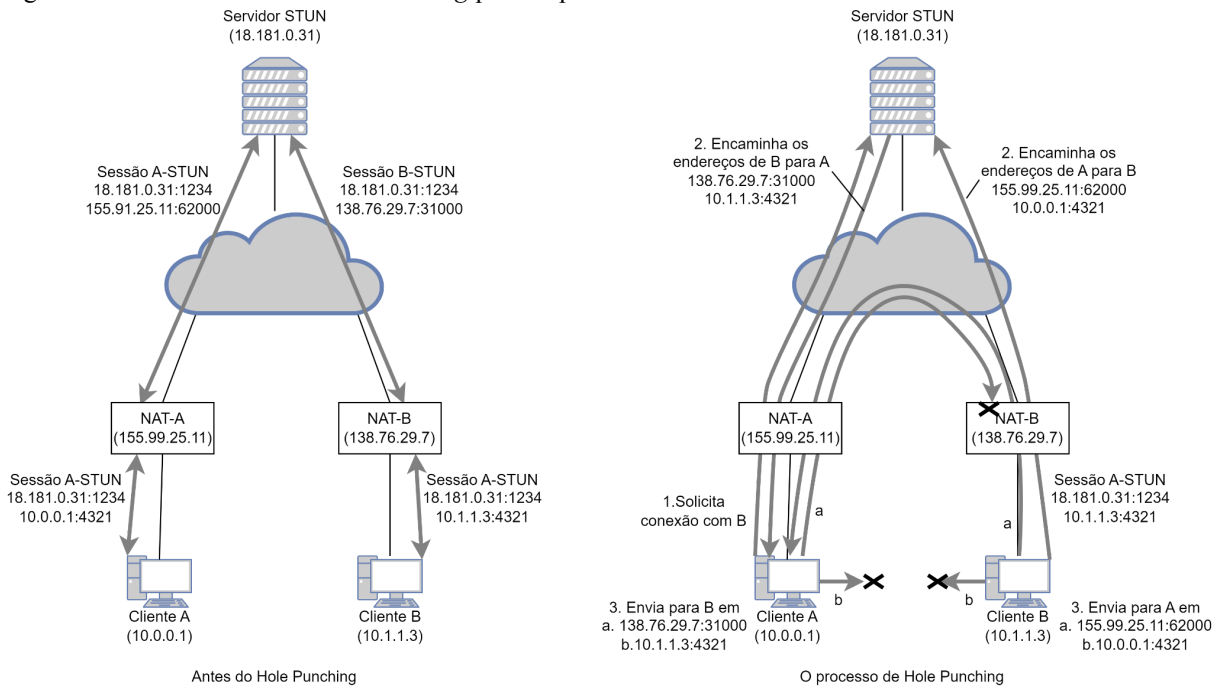 Servidor STUN
(18.181.0.31)
Sessão A-STUN
18.181.0.31:1234
155.91.25.11:62000
Sessão B-STUN
18.181.0.31:1234
138.76.29.7:31000
NAT-A
(155.99.25.11)
NAT-B
(138.76.29.7)
Sessão A-STUN
18.181.0.31:1234
10.0.0.1:4321
Sessão A-STUN
18.181.0.31:1234
10.1.1.3:4321
Cliente A
(10.0.0.1)
Cliente B
(10.1.1.3)
Antes do Hole Punching
Servidor STUN
(18.181.0.31)
2. Encaminha os
endereços de B para A
138.76.29.7:31000
10.1.1.3:4321
2. Encaminha os
endereços de A para B
155.99.25.11:62000
10.0.0.1:4321
NAT-A
(155.99.25.11)
NAT-B
(138.76.29.7)
1.Solicita
conexão com B
a
a
Sessão A-STUN
18.181.0.31:1234
10.1.1.3:4321
b
b
3. Envia para B em
a. 138.76.29.7:31000
b.10.1.1.3:4321
Cliente A
(10.0.0.1)
Cliente B
(10.1.1.3)
3. Envia para A em
a. 155.99.25.11:62000
b.10.0.0.1:4321
O processo de Hole Punching